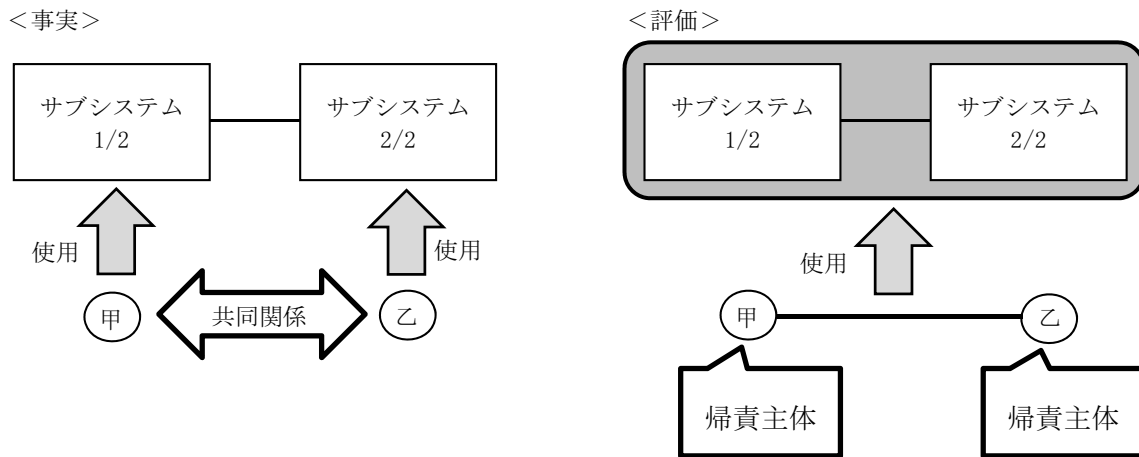 <事実>
サブシステム
1/2
サブシステム
2/2
使用
使用
甲
共同関係
乙
<評価>
サブシステム
1/2
サブシステム
2/2
使用
甲
乙
帰責主体
帰責主体